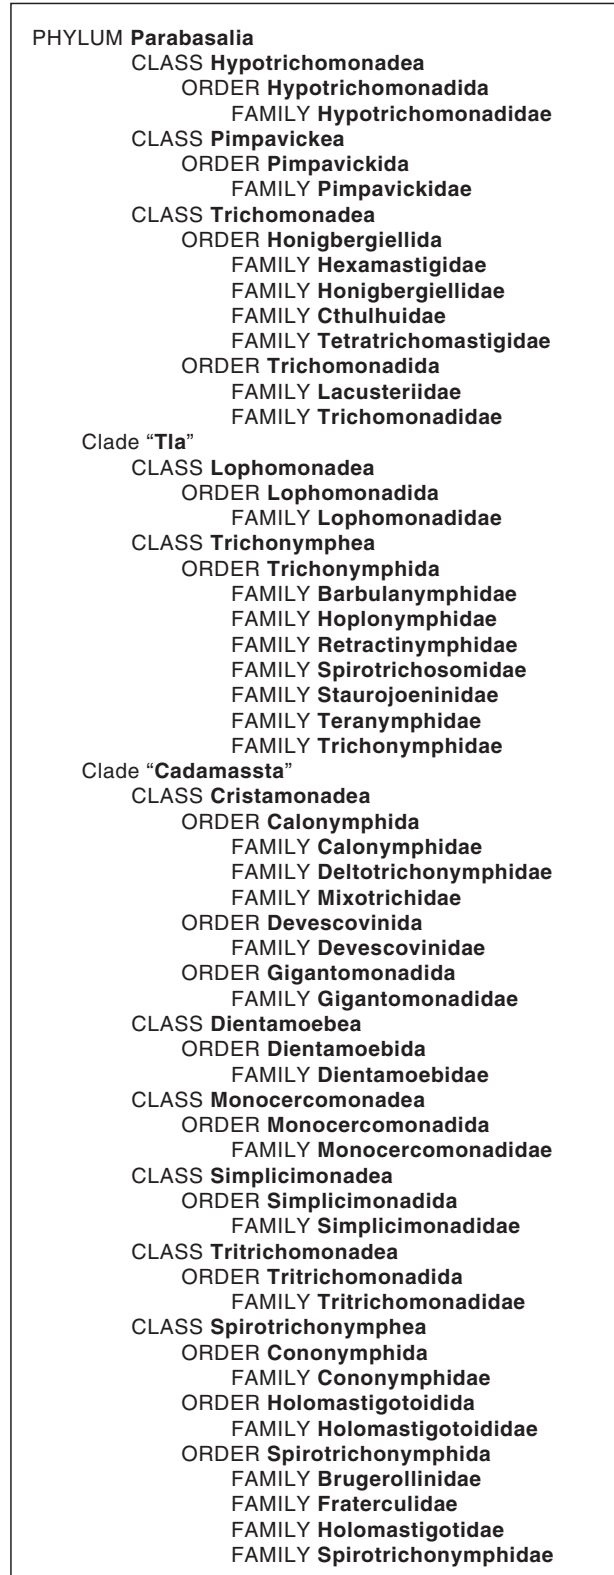 PHYLUM Parabasalia
CLASS Hypotrichomonadea
ORDER Hypotrichomonadida
FAMILY Hypotrichomonadidae
CLASS Pimpavickea
ORDER Pimpavickida
FAMILY Pimpavickidae
CLASS Trichomonadea
ORDER Honigbergiellida
FAMILY Hexamastigidae
FAMILY Honigbergiellidae
FAMILY Cthulhuidae
FAMILY Tetratrichomastigidae
ORDER Trichomonadida
FAMILY Lacusteriidae
FAMILY Trichomonadidae
Clade “Tla”
CLASS Lophomonadea
ORDER Lophomonadida
FAMILY Lophomonadidae
CLASS Trichonymphea
ORDER Trichonymphida
FAMILY Barbulanymphidae
FAMILY Hoplonymphidae
FAMILY Retractinymphidae
FAMILY Spirotrichosomidae
FAMILY Staurojoeninidae
FAMILY Teranymphidae
FAMILY Trichonymphidae
Clade “Cadamassta”
CLASS Cristamonadea
ORDER Calonymphida
FAMILY Calonymphidae
FAMILY Deltotrichonymphidae
FAMILY Mixotrichidae
ORDER Devescovinida
FAMILY Devescovinidae
ORDER Gigantomonadida
FAMILY Gigantomonadidae
CLASS Dientamoebea
ORDER Dientamoebida
FAMILY Dientamoebidae
CLASS Monocercomonadea
ORDER Monocercomonadida
FAMILY Monocercomonadidae
CLASS Simplicimonadea
ORDER Simplicimonadida
FAMILY Simplicimonadidae
CLASS Tritrichomonadea
ORDER Tritrichomonadida
FAMILY Tritrichomonadidae
CLASS Spirotrichonymphea
ORDER Cononymphida
FAMILY Cononymphidae
ORDER Holomastigotoidida
FAMILY Holomastigotoididae
ORDER Spirotrichonymphida
FAMILY Brugerollinidae
FAMILY Fraterculidae
FAMILY Holomastigotidae
FAMILY Spirotrichonymphidae